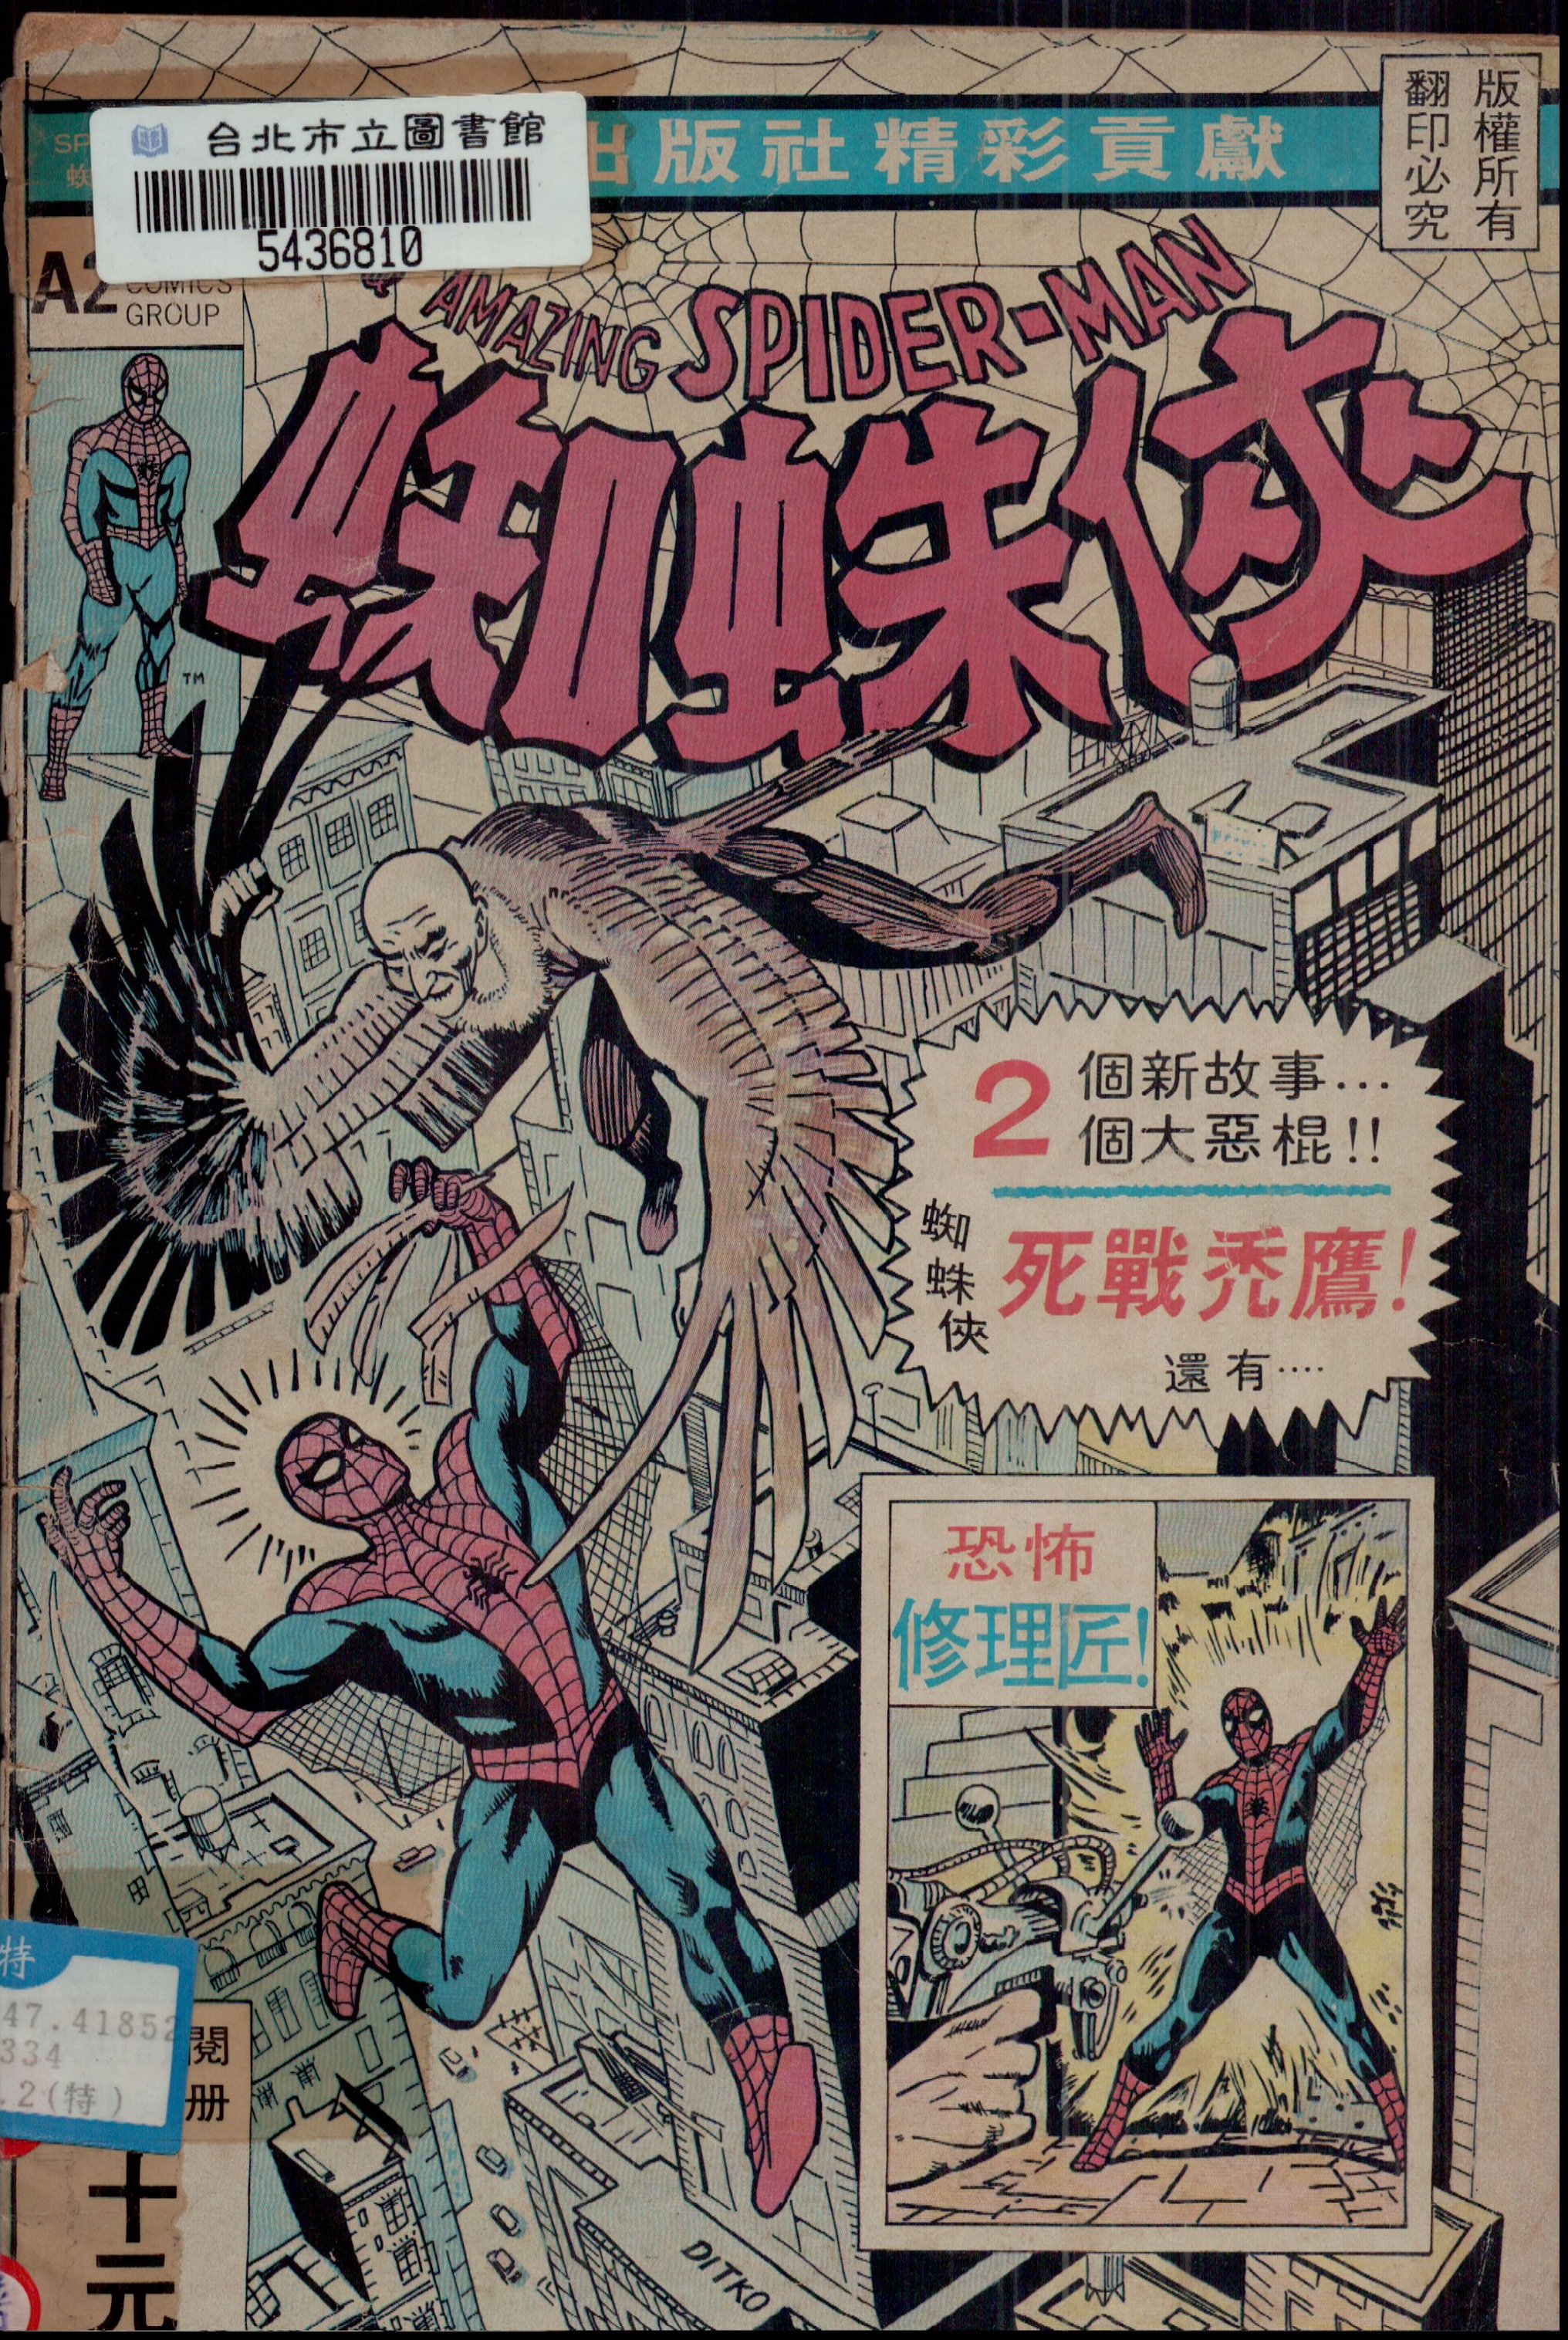 台北市立圖書館
5436810
SP
出版社精彩貢獻
版權所有
翻印必究
A2 COMICS
GROUP
AMAZING SPIDER-MAN
蜘蛛俠
TM
2 個新故事...
個大惡棍!!
蜘蛛俠
死戰禿鷹!
還有....
恐怖
修理匠!
特
47.41852
334
.2(特)
閱
册
十元
DITKO